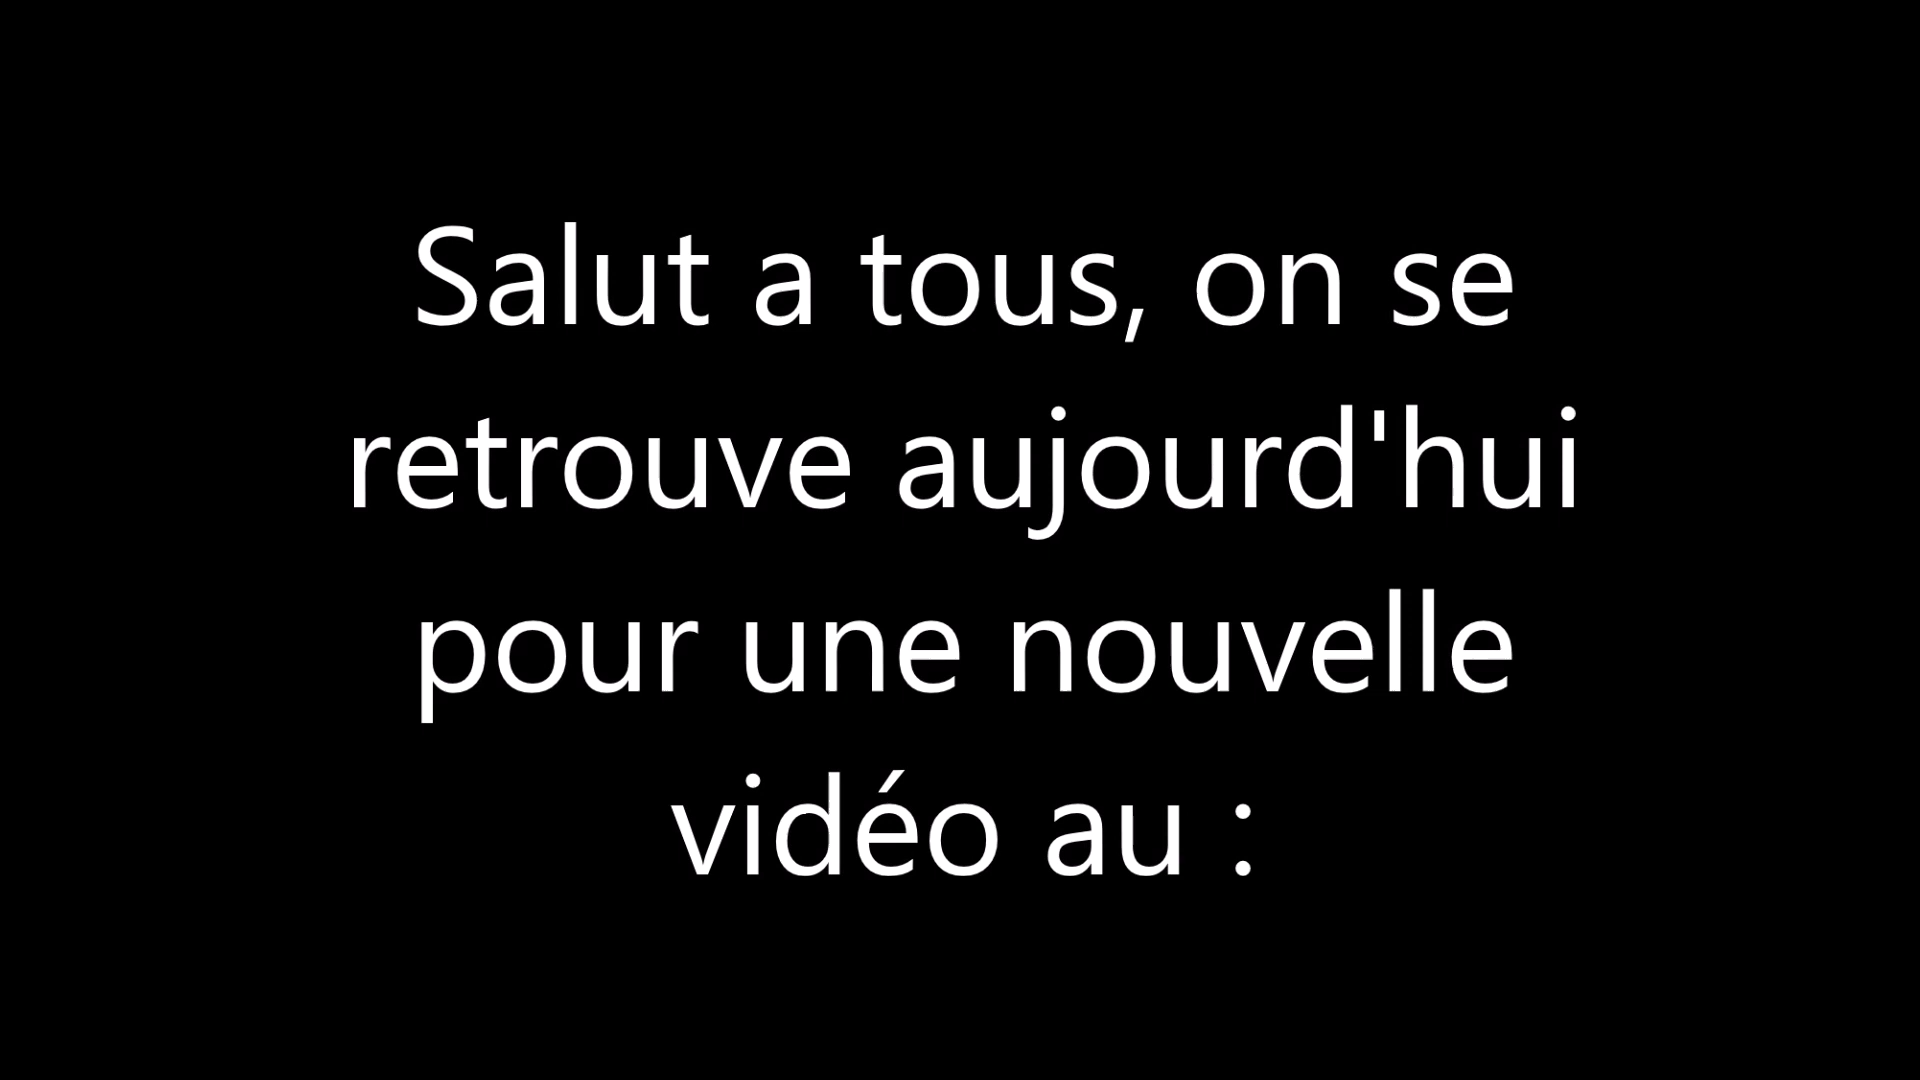 Salut a tous, on se
retrouve aujourd'hui
pour une nouvelle
vidéo au :